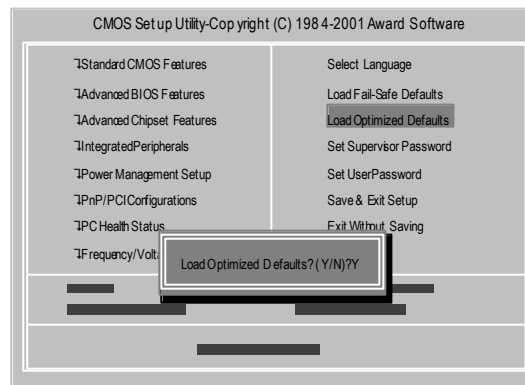 CMOS Setup Utility-Copyright (C) 1984-2001 Award Software
Standard CMOS Features
Advanced BIOS Features
Advanced Chipset Features
Integrated Peripherals
Power Management Setup
PnP/PCI Configurations
PC Health Status
Frequency/Volt
Select Language
Load Fail-Safe Defaults
Load Optimized Defaults
Set Supervisor Password
Set User Password
Save & Exit Setup
Exit Without Saving
Load Optimized Defaults? (Y/N)?Y